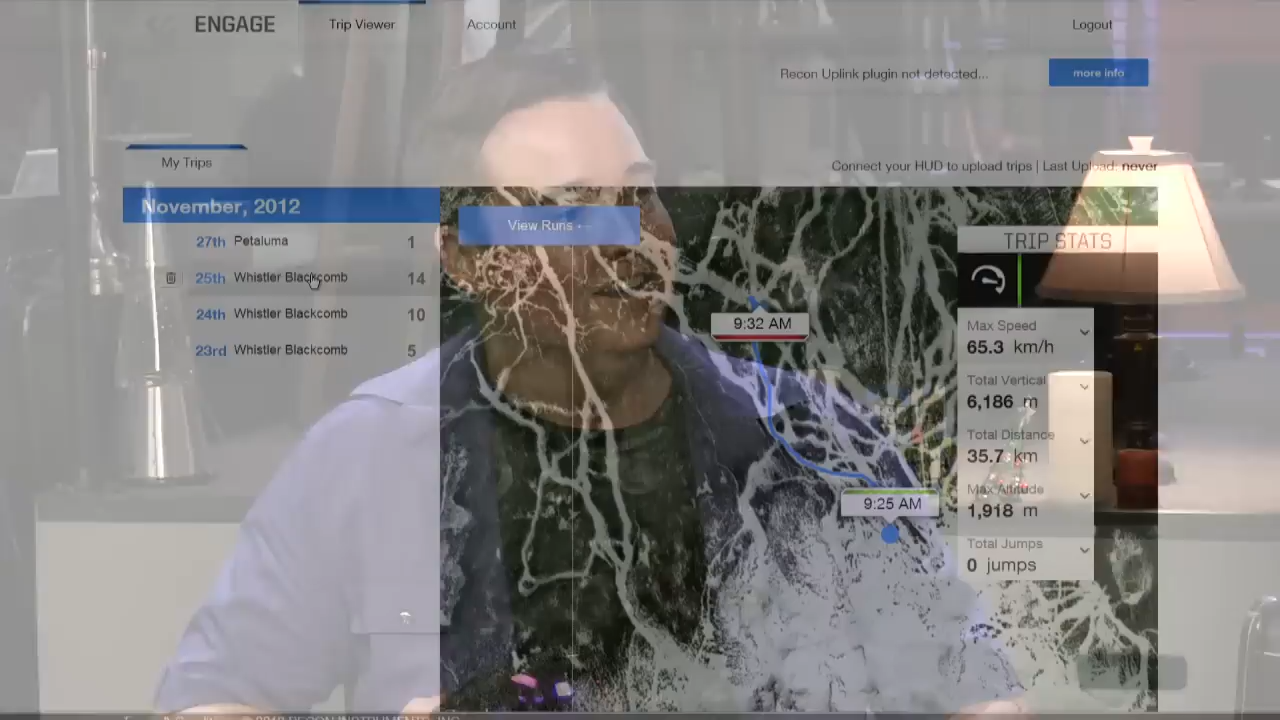 ENGAGE
Trip Viewer
Account
Logout
Recon Uplink plugin not detected...
more info
My Trips
Connect your HUD to upload trips | Last Upload: never
November, 2012
27th Petaluma 1
25th Whistler Blackcomb 14
24th Whistler Blackcomb 10
23rd Whistler Blackcomb 5
View Runs
9:32 AM
9:25 AM
TRIP STATS
Max Speed
65.3 km/h
Total Vertical
6,186 m
Total Distance
35.7 km
Max Altitude
1,918 m
Total Jumps
0 jumps